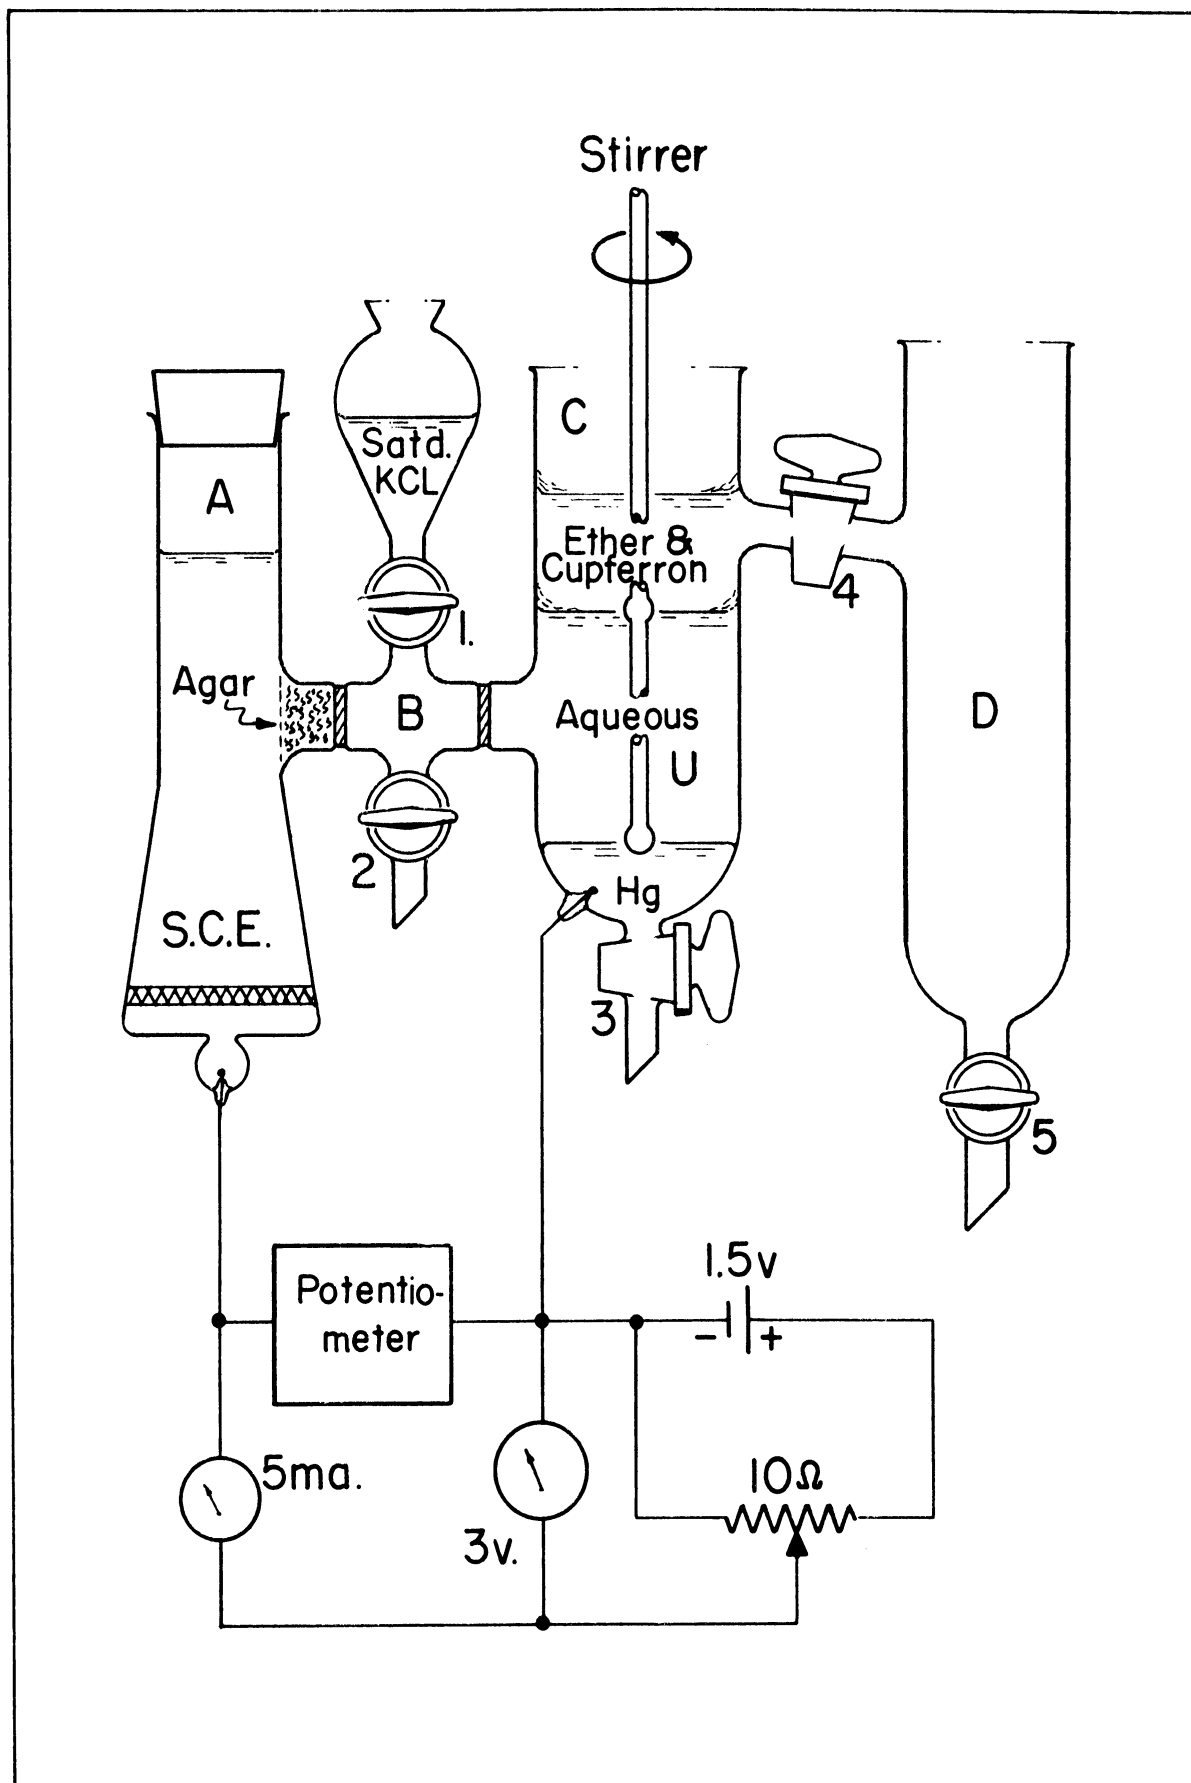 Stirrer
C
Satd.
KCL
A
Ether &
Cupferron
4
1.
Agar
B
Aqueous
D
U
2
Hg
S.C.E.
3
5
1.5v
Potentio-
meter
- +
5ma.
10Ω
3v.